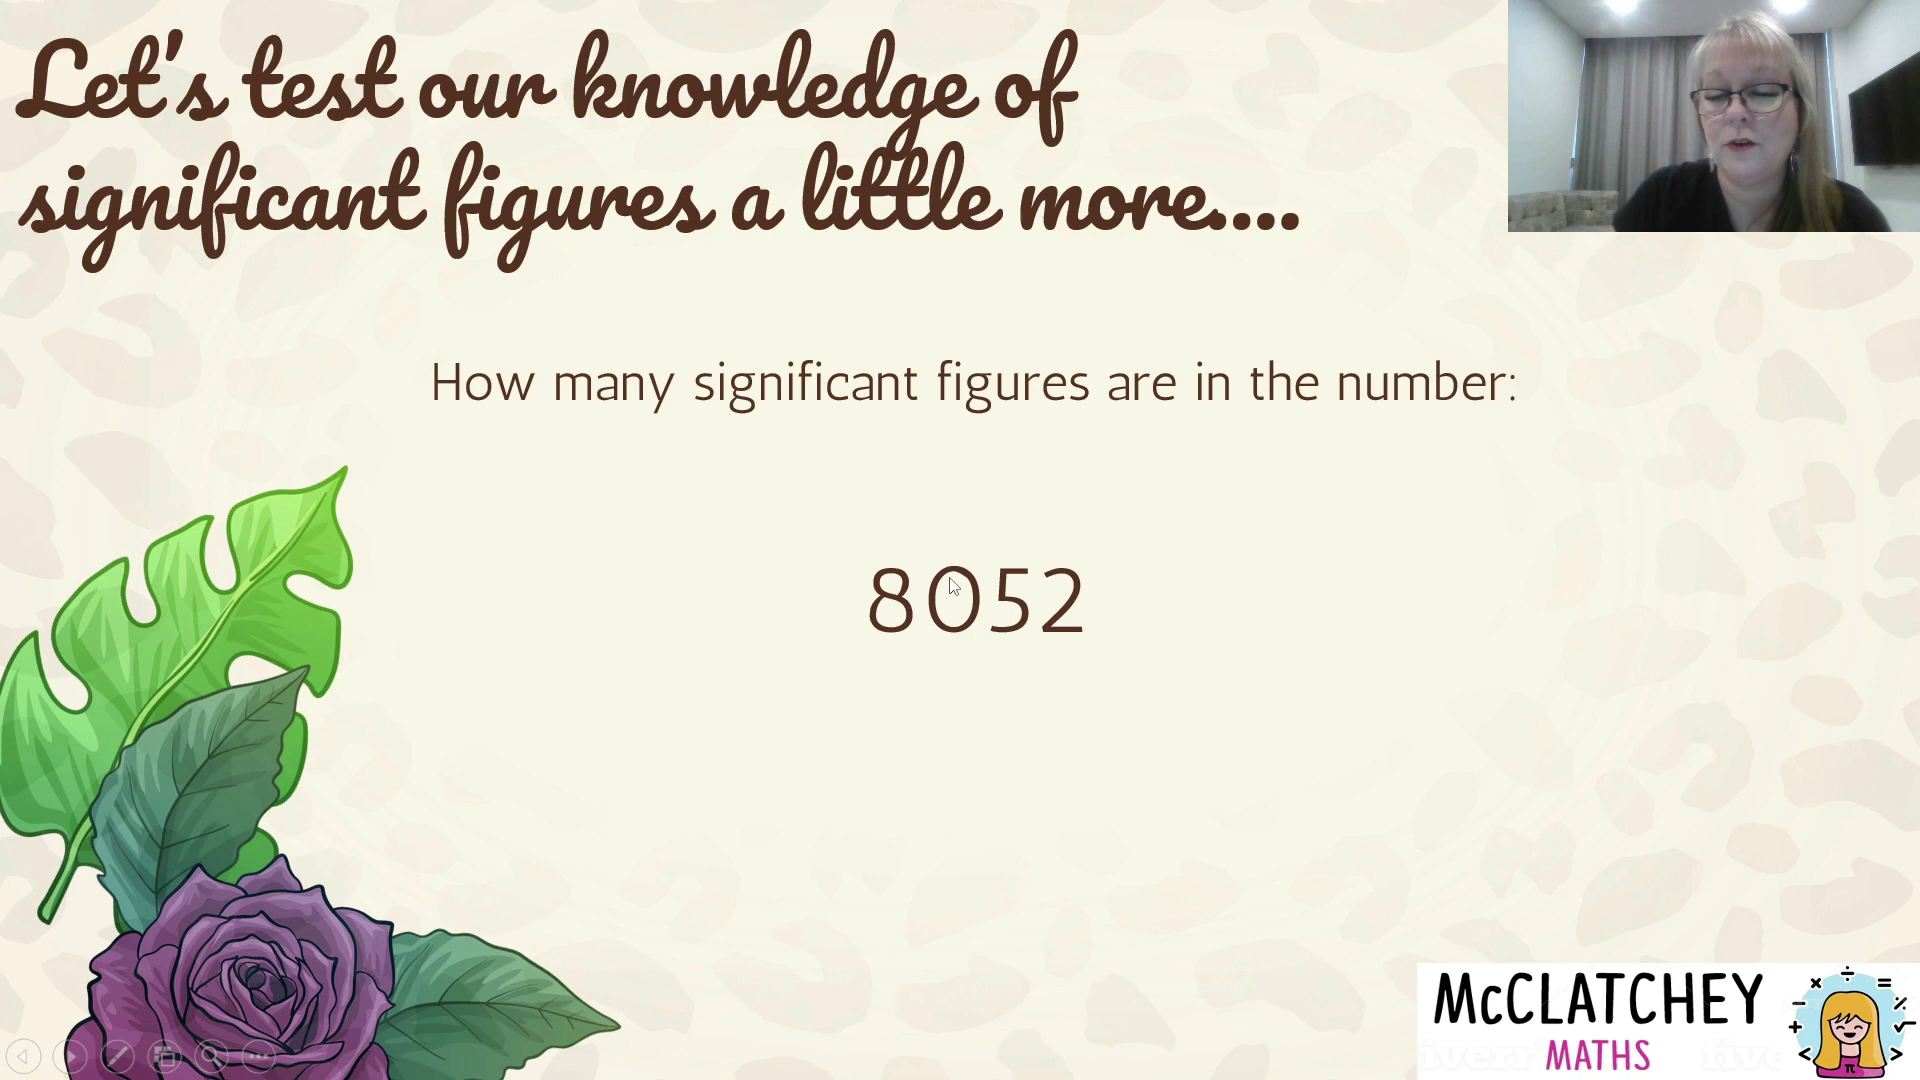 Let's test our knowledge of
significant figures a little more....
How many significant figures are in the number:
8052
McCLATCHEY
MATHS